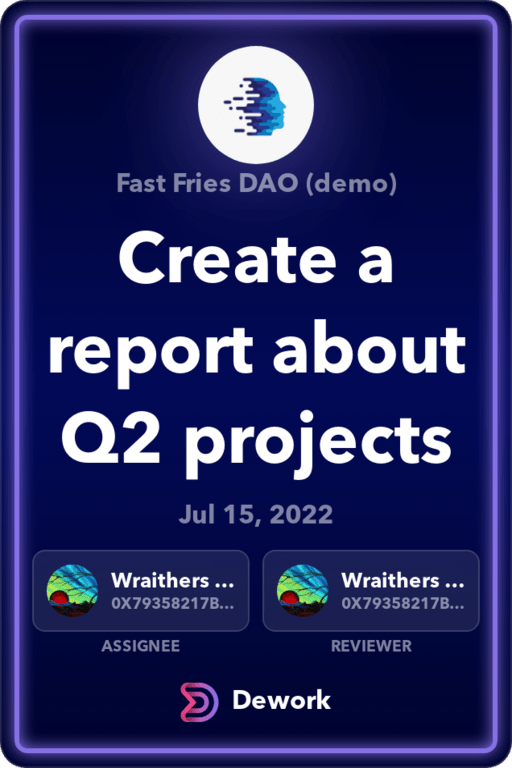 Fast Fries DAO (demo)
Create a
report about
Q2 projects
Jul 15, 2022
Wraithers ...
0X79358217B...
ASSIGNEE
Wraithers ...
0X79358217B...
REVIEWER
Dework